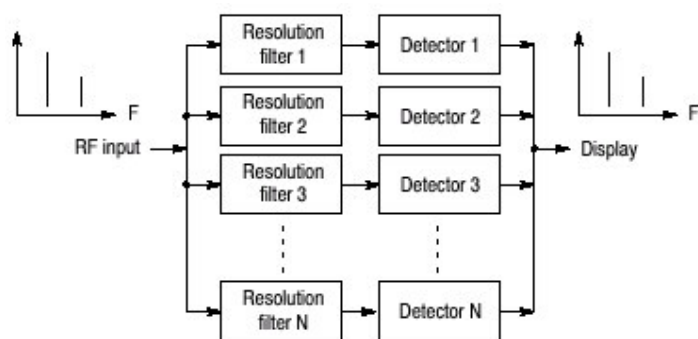 Resolution
filter 1
Detector 1
F
F
Resolution
filter 2
Detector 2
RF input
Display
Resolution
filter 3
Detector 3
Resolution
filter N
Detector N